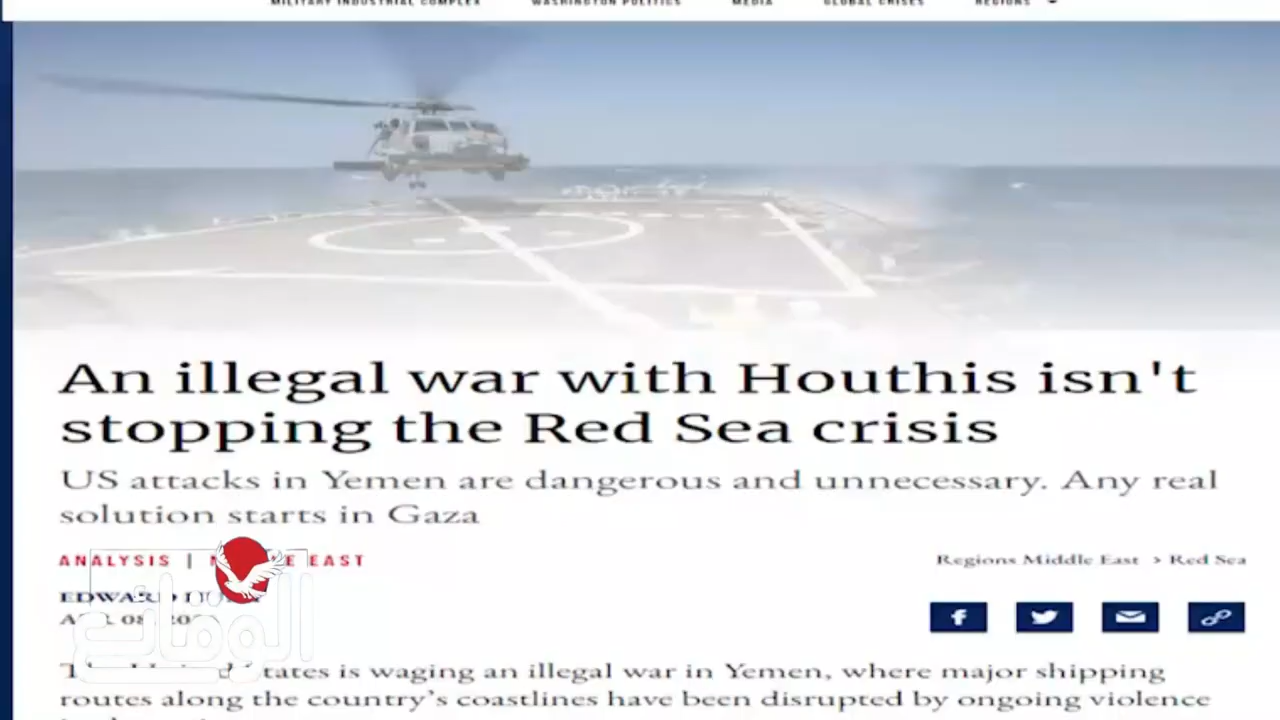 MILITARY INDUSTRIAL COMPLEX WASHINGTON POLITICS MEDIA GLOBAL CRISES REGIONS
An illegal war with Houthis isn't
stopping the Red Sea crisis
US attacks in Yemen are dangerous and unnecessary. Any real
solution starts in Gaza
ANALYSIS | EAST
Regions Middle East > Red Sea
EDWARD
الوقائع
States is waging an illegal war in Yemen, where major shipping
routes along the country's coastlines have been disrupted by ongoing violence